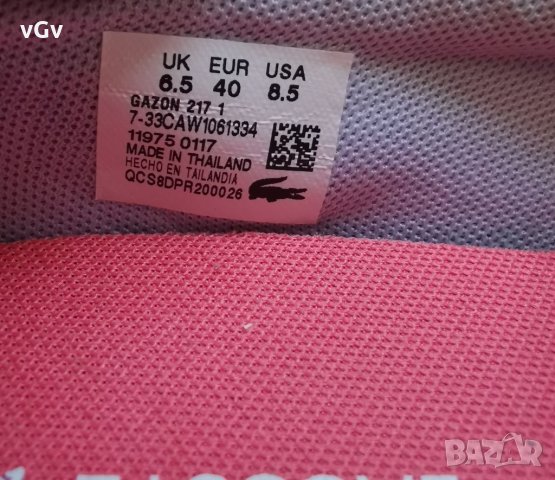 vGv
UK EUR USA
6.5 40 8.5
GAZON 217 1
7-33CAW1061334
11975 0117
MADE IN THAILAND
HECHO EN TAILANDIA
QCS8DPR200026
BAZAR